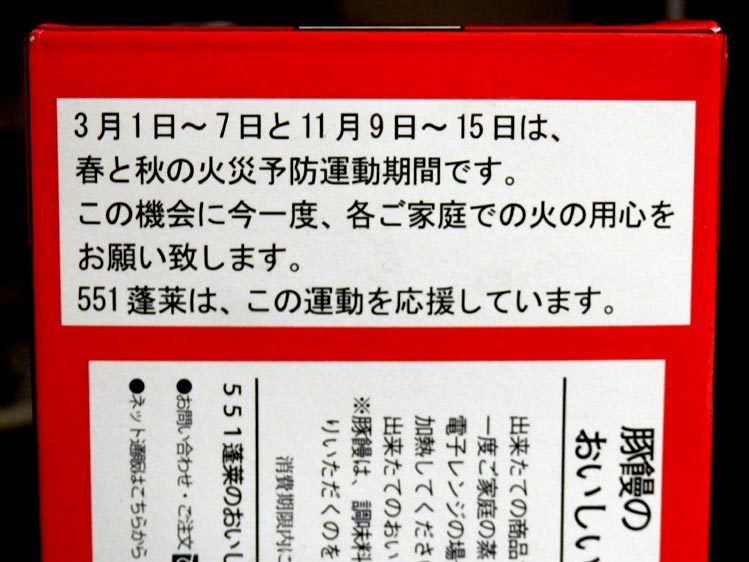 3月1日～7日と11月9日～15日は、
春と秋の火災予防運動期間です。
この機会に今一度、各ご家庭での火の用心を
お願い致します。
551蓬莱は、この運動を応援しています。
豚饅の
おいしい
出来たての商品
一度ご家庭の蒸
電子レンジの場
加熱してくださ
出来たてのおい
※豚饅は、調味料
りいただくのを
消費期限内に
551蓬莱のおいし
●お問い合わせ・ご注文
●ネット通販はこちらから